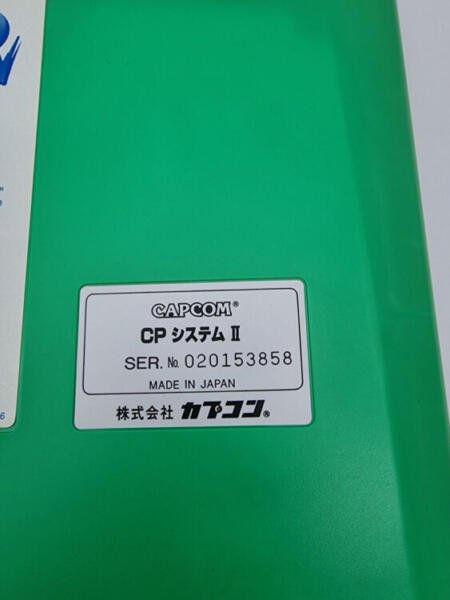 CAPCOM®
CP システム II
SER. № 020153858
MADE IN JAPAN
株式会社 カプコン®
6